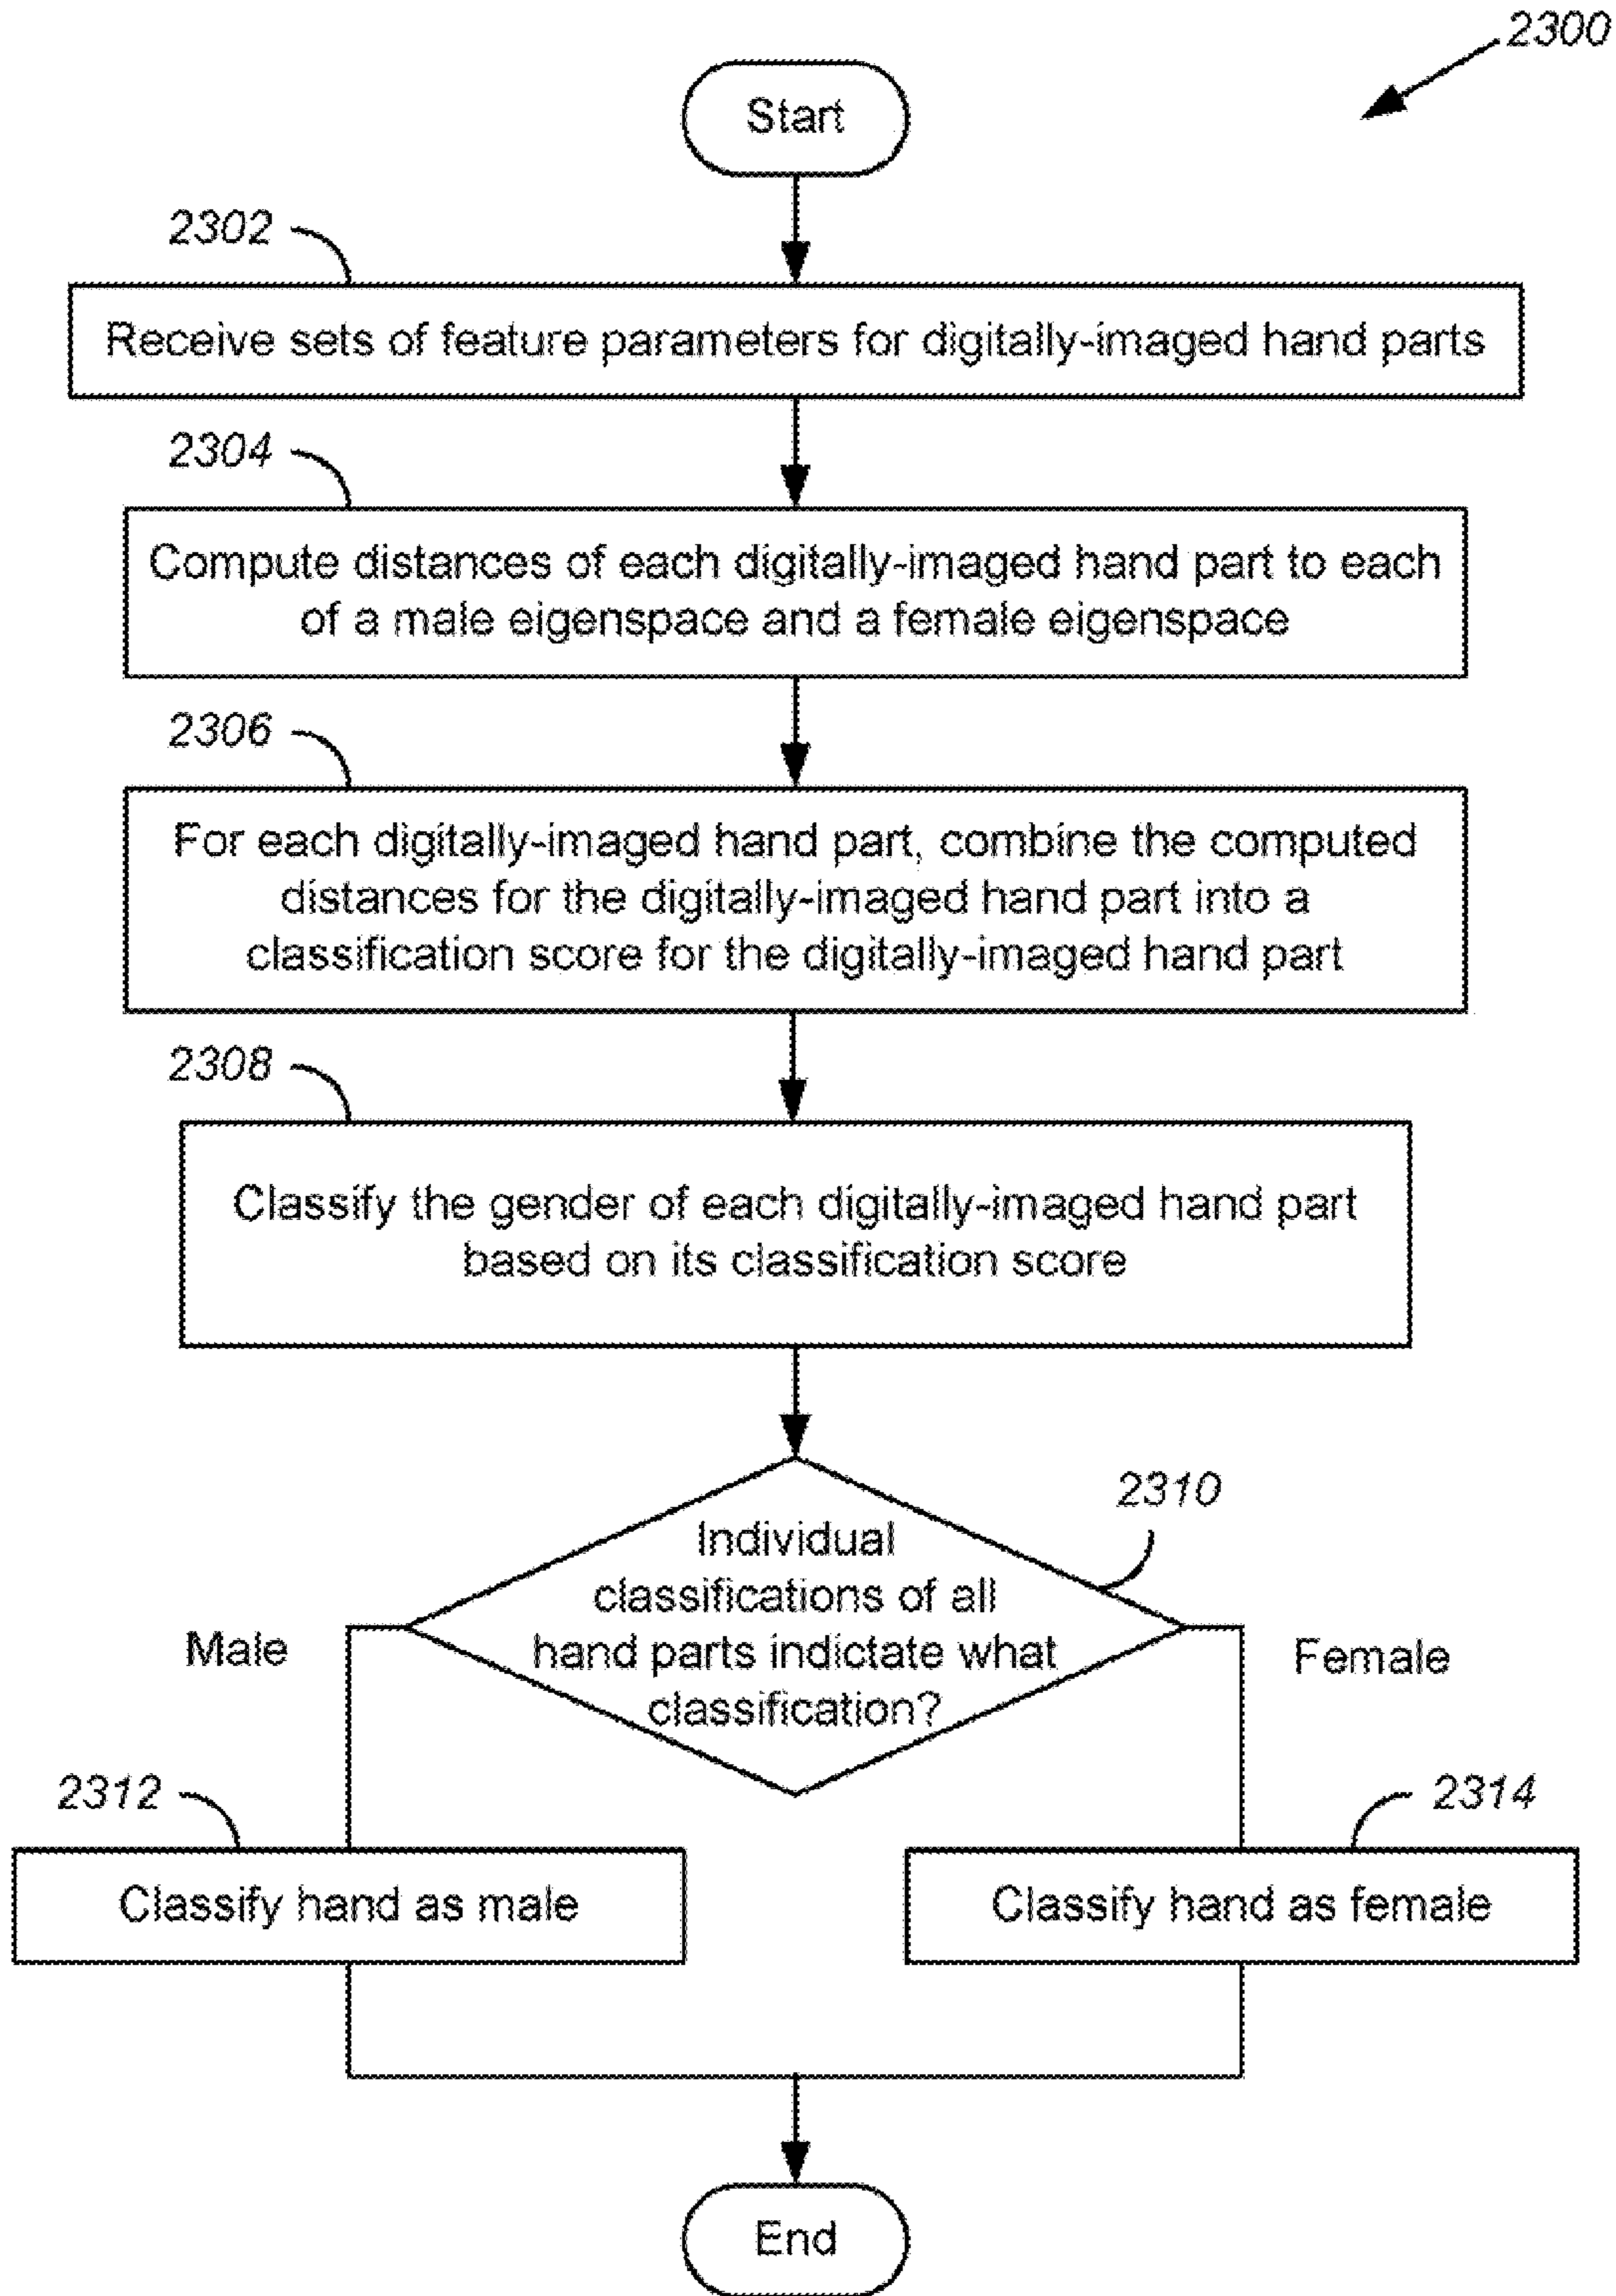 2300
Start
2302
Receive sets of feature parameters for digitally-imaged hand parts
2304
Compute distances of each digitally-imaged hand part to each
of a male eigenspace and a female eigenspace
2306
For each digitally-imaged hand part, combine the computed
distances for the digitally-imaged hand part into a
classification score for the digitally-imaged hand part
2308
Classify the gender of each digitally-imaged hand part
based on its classification score
2310
Individual
classifications of all
hand parts indictate what
classification?
Male
Female
2312
Classify hand as male
2314
Classify hand as female
End